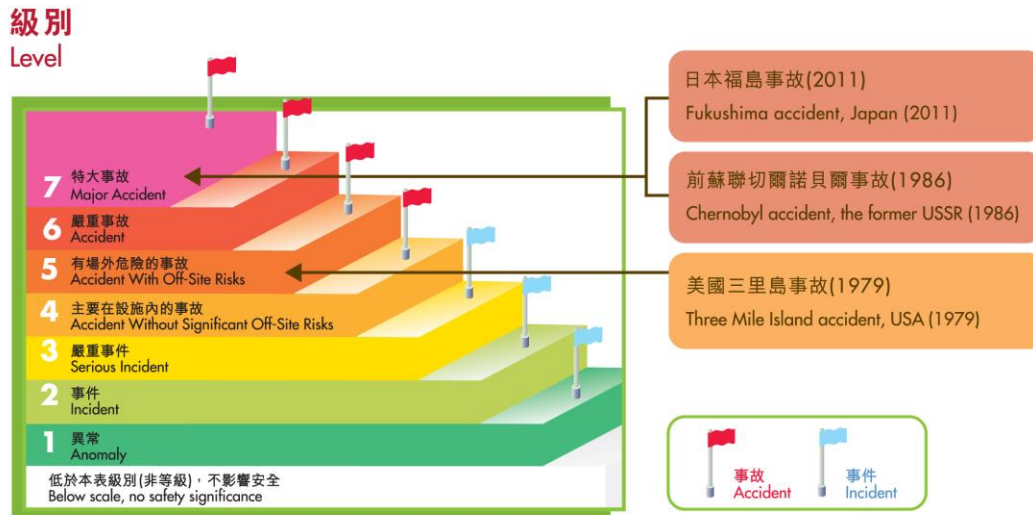 級別
Level
日本福島事故(2011)
Fukushima accident, Japan (2011)
前蘇聯切爾諾貝爾事故(1986)
Chernobyl accident, the former USSR (1986)
美國三里島事故(1979)
Three Mile Island accident, USA (1979)
7 特大事故
Major Accident
6 嚴重事故
Accident
5 有場外危險的事故
Accident With Off-Site Risks
4 主要在設施內的事故
Accident Without Significant Off-Site Risks
3 嚴重事件
Serious Incident
2 事件
Incident
1 異常
Anomaly
低於本表級別(非等級)，不影響安全
Below scale, no safety significance
事故
Accident
事件
Incident